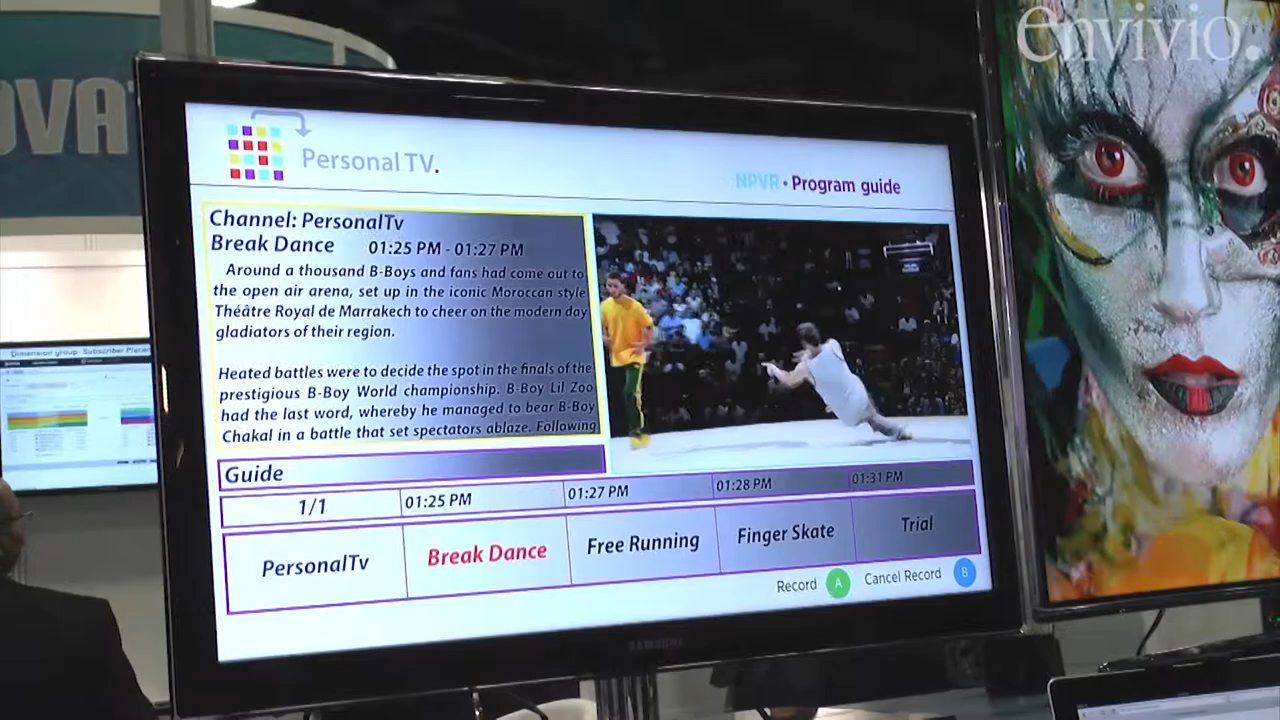 envivio.
OVA
Personal TV.
NPVR • Program guide
Channel: PersonalTv
Break Dance 01:25 PM - 01:27 PM
Around a thousand B-Boys and fans had come out to
the open air arena, set up in the iconic Moroccan style
Théâtre Royal de Marrakech to cheer on the modern day
gladiators of their region.
Heated battles were to decide the spot in the finals of the
prestigious B-Boy World championship. B-Boy Lil Zoo
had the last word, whereby he managed to bear B-Boy
Chakal in a battle that set spectators ablaze. Following
Dimension group: Subscriber
Guide
1/1 01:25 PM 01:27 PM 01:28 PM 01:31 PM
PersonalTv Break Dance Free Running Finger Skate Trial
Record A Cancel Record B
SAMSUNG